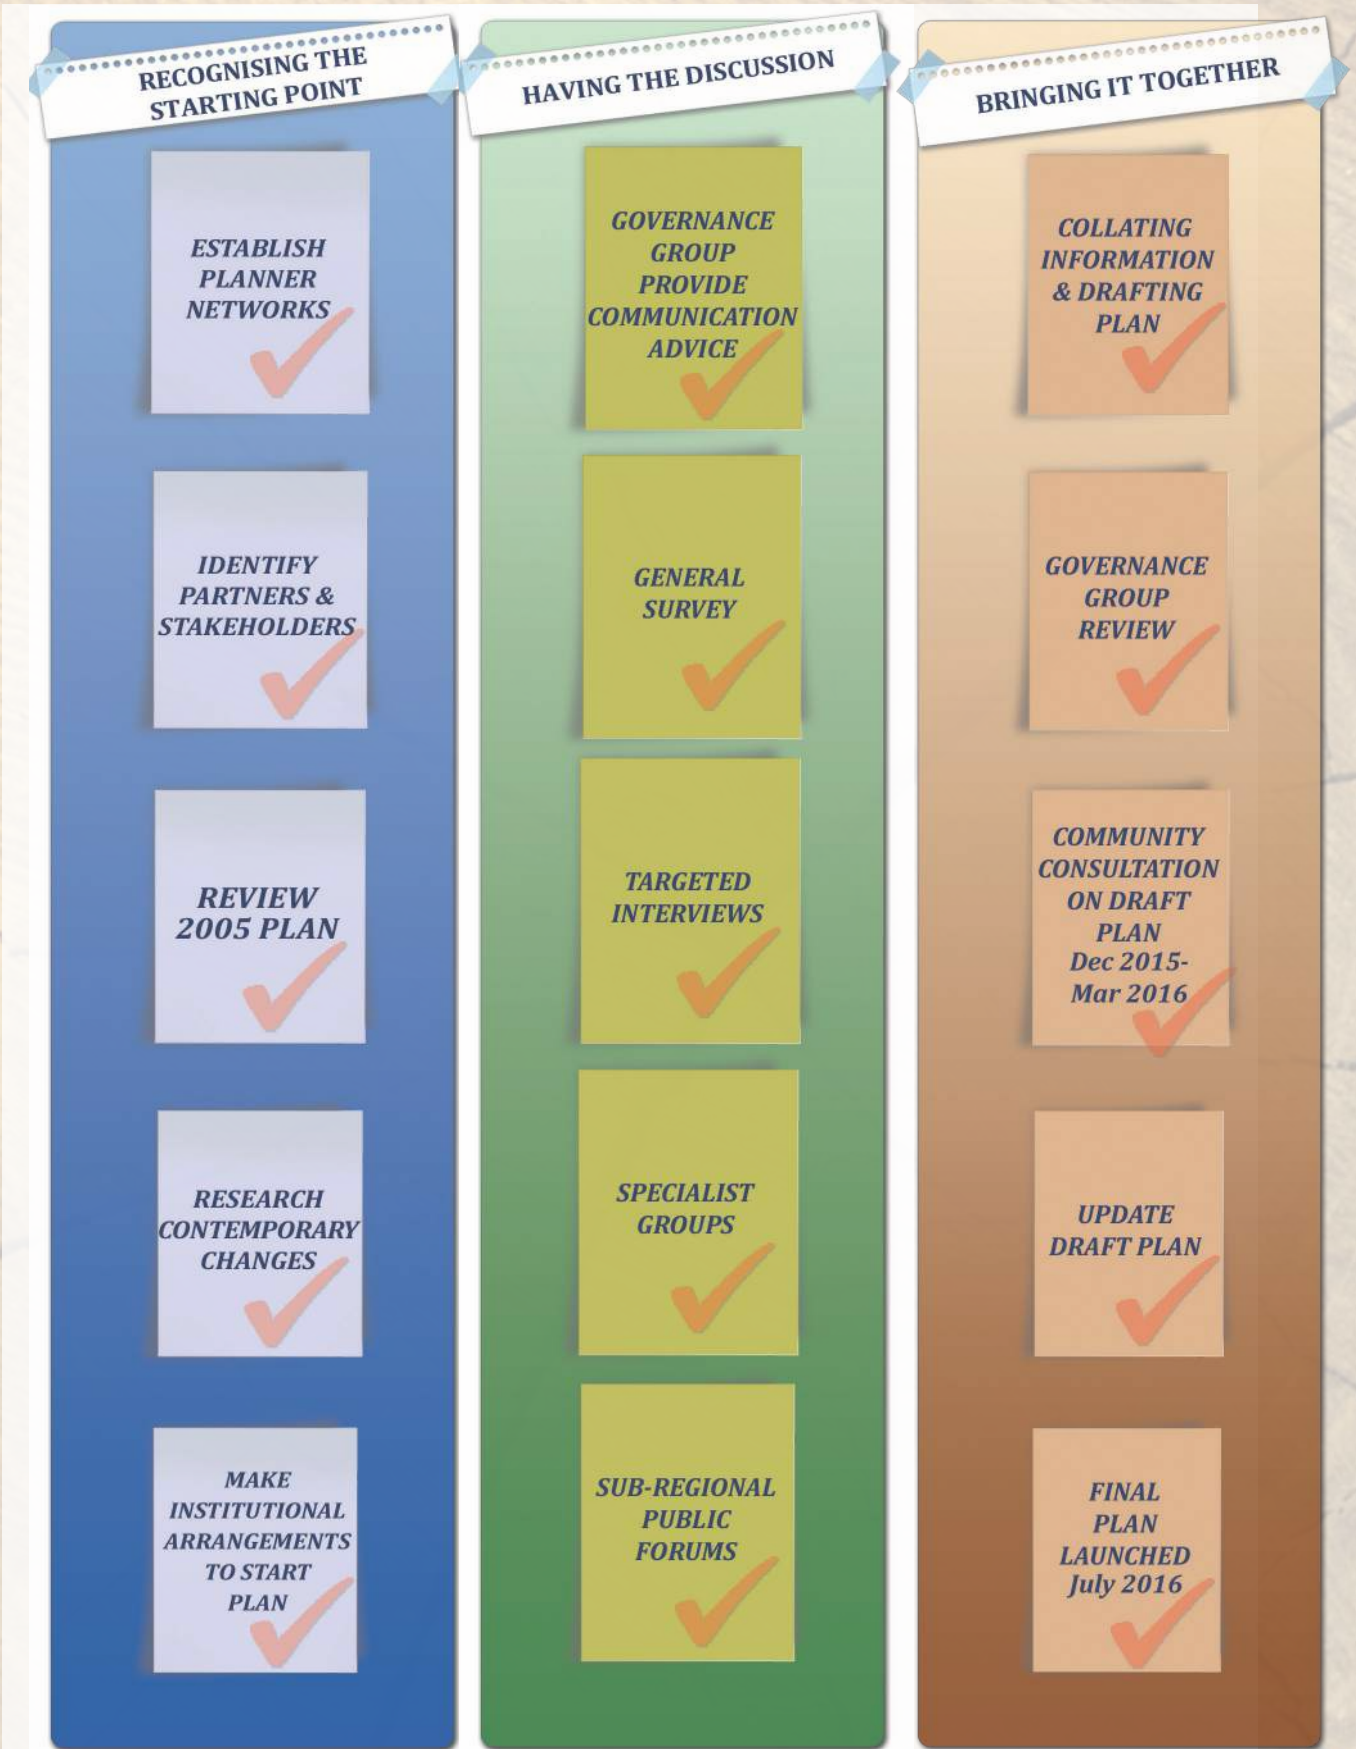 RECOGNISING THE
STARTING POINT
ESTABLISH
PLANNER
NETWORKS
IDENTIFY
PARTNERS &
STAKEHOLDERS
REVIEW
2005 PLAN
RESEARCH
CONTEMPORARY
CHANGES
MAKE
INSTITUTIONAL
ARRANGEMENTS
TO START
PLAN
HAVING THE DISCUSSION
GOVERNANCE
GROUP
PROVIDE
COMMUNICATION
ADVICE
GENERAL
SURVEY
TARGETED
INTERVIEWS
SPECIALIST
GROUPS
SUB-REGIONAL
PUBLIC
FORUMS
BRINGING IT TOGETHER
COLLATING
INFORMATION
& DRAFTING
PLAN
GOVERNANCE
GROUP
REVIEW
COMMUNITY
CONSULTATION
ON DRAFT
PLAN
Dec 2015-
Mar 2016
UPDATE
DRAFT PLAN
FINAL
PLAN
LAUNCHED
July 2016